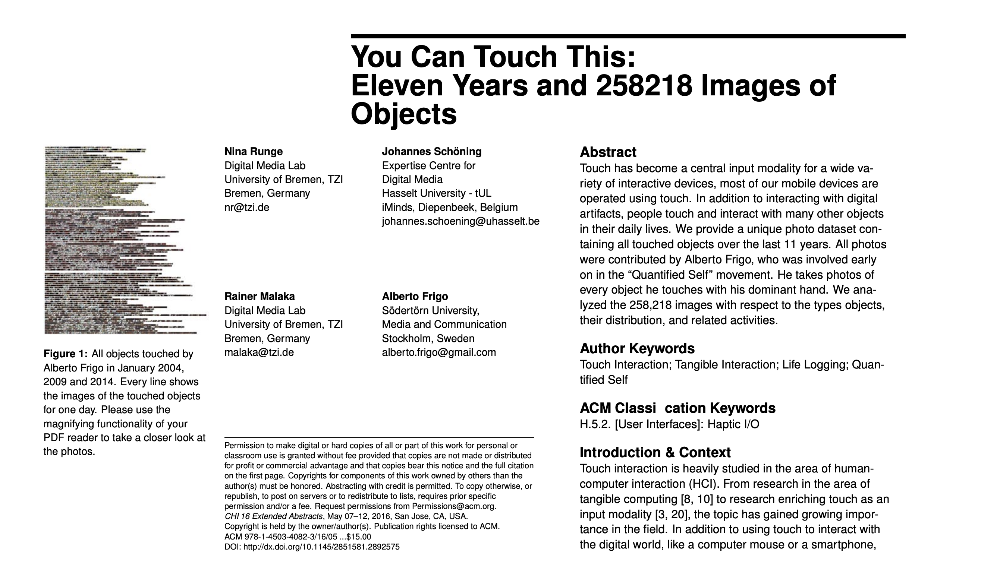 You Can Touch This:
Eleven Years and 258218 Images of
Objects
Figure 1: All objects touched by
Alberto Frigo in January 2004,
2009 and 2014. Every line shows
the images of the touched objects
for one day. Please use the
magnifying functionality of your
PDF reader to take a closer look at
the photos.
Nina Runge
Digital Media Lab
University of Bremen, TZI
Bremen, Germany
nr@tzi.de
Johannes Schöning
Expertise Centre for
Digital Media
Hasselt University - tUL
iMinds, Diepenbeek, Belgium
johannes.schoening@uhasselt.be
Rainer Malaka
Digital Media Lab
University of Bremen, TZI
Bremen, Germany
malaka@tzi.de
Alberto Frigo
Södertörn University,
Media and Communication
Stockholm, Sweden
alberto.frigo@gmail.com
Permission to make digital or hard copies of all or part of this work for personal or
classroom use is granted without fee provided that copies are not made or distributed
for profit or commercial advantage and that copies bear this notice and the full citation
on the first page. Copyrights for components of this work owned by others than the
author(s) must be honored. Abstracting with credit is permitted. To copy otherwise, or
republish, to post on servers or to redistribute to lists, requires prior specific
permission and/or a fee. Request permissions from Permissions@acm.org.
CHI 16 Extended Abstracts, May 07–12, 2016, San Jose, CA, USA.
Copyright is held by the owner/author(s). Publication rights licensed to ACM.
ACM 978-1-4503-4082-3/16/05 ...$15.00
DOI: http://dx.doi.org/10.1145/2851581.2892575
Abstract
Touch has become a central input modality for a wide va-
riety of interactive devices, most of our mobile devices are
operated using touch. In addition to interacting with digital
artifacts, people touch and interact with many other objects
in their daily lives. We provide a unique photo dataset con-
taining all touched objects over the last 11 years. All photos
were contributed by Alberto Frigo, who was involved early
on in the “Quantified Self” movement. He takes photos of
every object he touches with his dominant hand. We ana-
lyzed the 258,218 images with respect to the types objects,
their distribution, and related activities.
Author Keywords
Touch Interaction; Tangible Interaction; Life Logging; Quan-
tified Self
ACM Classi cation Keywords
H.5.2. [User Interfaces]: Haptic I/O
Introduction & Context
Touch interaction is heavily studied in the area of human-
computer interaction (HCI). From research in the area of
tangible computing [8, 10] to research enriching touch as an
input modality [3, 20], the topic has gained growing impor-
tance in the field. In addition to using touch to interact with
the digital world, like a computer mouse or a smartphone,